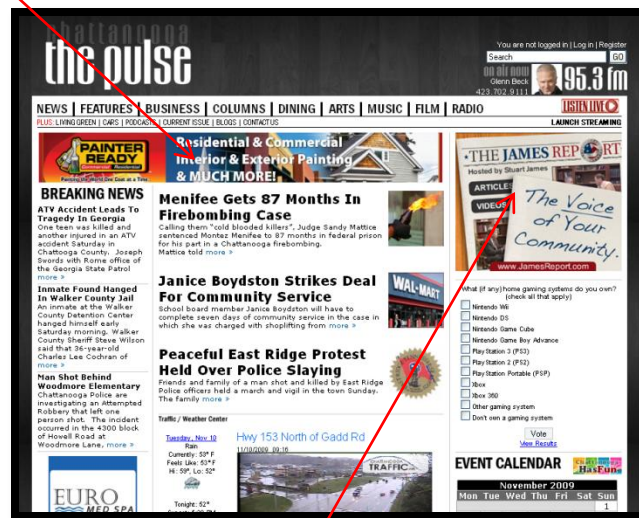 chattanooga
the pulse
You are not logged in | Log in | Register
Search GO
on air now
Glenn Beck
423.702.9111
95.3 fm
NEWS | FEATURES | BUSINESS | COLUMNS | DINING | ARTS | MUSIC | FILM | RADIO
LISTEN LIVE
PLUS: LIVING GREEN | CARS | PODCASTS | CURRENT ISSUE | BLOGS | CONTACT US
LAUNCH STREAMING
PAINTER
READY
Painting the World One Coat at a Time
Residential & Commercial
Interior & Exterior Painting
& MUCH MORE!
BREAKING NEWS
ATV Accident Leads To
Tragedy In Georgia
One teen was killed and
another injured in an ATV
accident Saturday in
Chattooga County. Joseph
Swords with Rome office of
the Georgia State Patrol
more »
Inmate Found Hanged
In Walker County Jail
An inmate at the Walker
County Detention Center
hanged himself early
Saturday morning. Walker
County Sheriff Steve Wilson
said that 36-year-old
Charles Lee Cochran of
more »
Man Shot Behind
Woodmore Elementary
Chattanooga Police are
investigating an Attempted
Robbery that left one
person shot. The incident
occurred in the 4300 block
of Howell Road at
Woodmore Lane, more »
EURO
MED SPA
Menifee Gets 87 Months In
Firebombing Case
Calling them "cold blooded killers", Judge Sandy Mattice
sentenced Montez Menifee to 87 months in federal prison
for his part in a Chattanooga firebombing.
Mattice told more »
Janice Boydston Strikes Deal
For Community Service
School board member Janice Boydston will have to
complete seven days of community service in the case in
which she was charged with shoplifting from more »
WAL-MART
Peaceful East Ridge Protest
Held Over Police Slaying
Friends and family of a man shot and killed by East Ridge
Police officers held a march and vigil in the town Sunday.
The family more »
Traffic / Weather Center
Tuesday, Nov 10
Rain
Currently: 53° F
Feels Like: 53° F
Hi: 59°, Lo: 52°
Tonight: 52°
Hwy 153 North of Gadd Rd
11/10/2009 09:16
TRAFFIC
THE JAMES REPORT
Hosted by Stuart James
ARTICLES
VIDEOS
The Voice
of Your
Community.
www.JamesReport.com
What (if any) home gaming systems do you own?
(check all that apply)
Nintendo Wii
Nintendo DS
Nintendo Game Cube
Nintendo Game Boy Advance
PlayStation 3 (PS3)
PlayStation 2 (PS2)
PlayStation Portable (PSP)
Xbox
Xbox 360
Other gaming system
Don't own a gaming system
Vote
View Results
EVENT CALENDAR
HasFun
November 2009
Mon Tue Wed Thu Fri Sat Sun
1